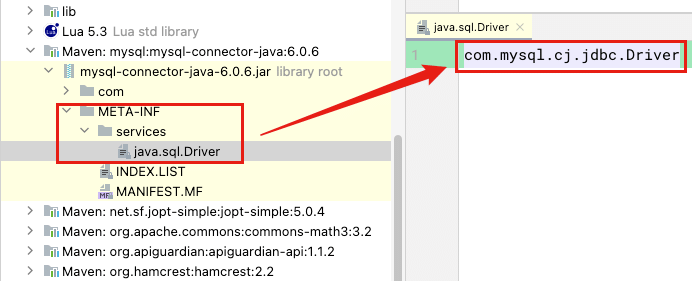 lib
Lua 5.3 Lua std library
Maven: mysql:mysql-connector-java:6.0.6
mysql-connector-java-6.0.6.jar library root
com
META-INF
services
java.sql.Driver
INDEX.LIST
MF MANIFEST.MF
Maven: net.sf.jopt-simple:jopt-simple:5.0.4
Maven: org.apache.commons:commons-math3:3.2
Maven: org.apiguardian:apiguardian-api:1.1.2
Maven: org.hamcrest:hamcrest:2.2
java.sql.Driver
1 com.mysql.cj.jdbc.Driver